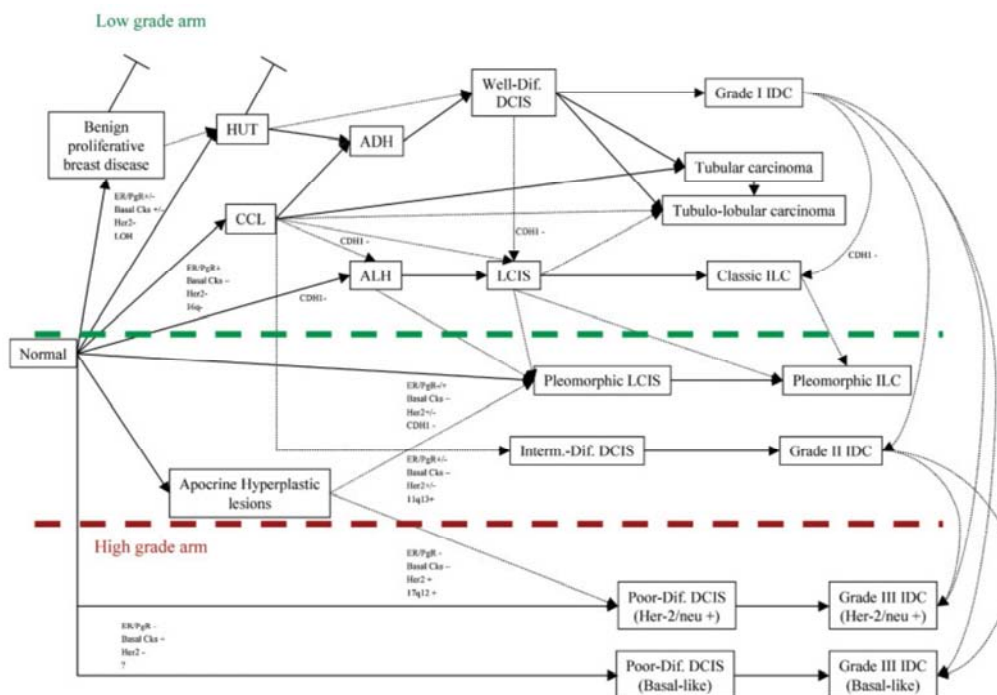 Low grade arm
Well-Dif.
DCIS
Grade I IDC
Benign
proliferative
breast disease
HUT
ADH
Tubular carcinoma
ER/PgR+/-
Basal Cks +/-
Her2-
LOH
CCL
Tubulo-lobular carcinoma
CDH1 -
CDH1 -
CDH1 -
ER/PgR+
Basal Cks –
Her2-
16q-
ALH
LCIS
Classic ILC
CDH1-
Normal
Pleomorphic LCIS
Pleomorphic ILC
ER/PgR-/+
Basal Cks –
Her2+/-
CDH1 -
Interm.-Dif. DCIS
Grade II IDC
ER/PgR+/-
Basal Cks –
Her2+/-
11q13+
Apocrine Hyperplastic
lesions
High grade arm
ER/PgR -
Basal Cks –
Her2 +
17q12 +
Poor-Dif. DCIS
(Her-2/neu +)
Grade III IDC
(Her-2/neu +)
ER/PgR -
Basal Cks +
Her2 -
?
Poor-Dif. DCIS
(Basal-like)
Grade III IDC
(Basal-like)